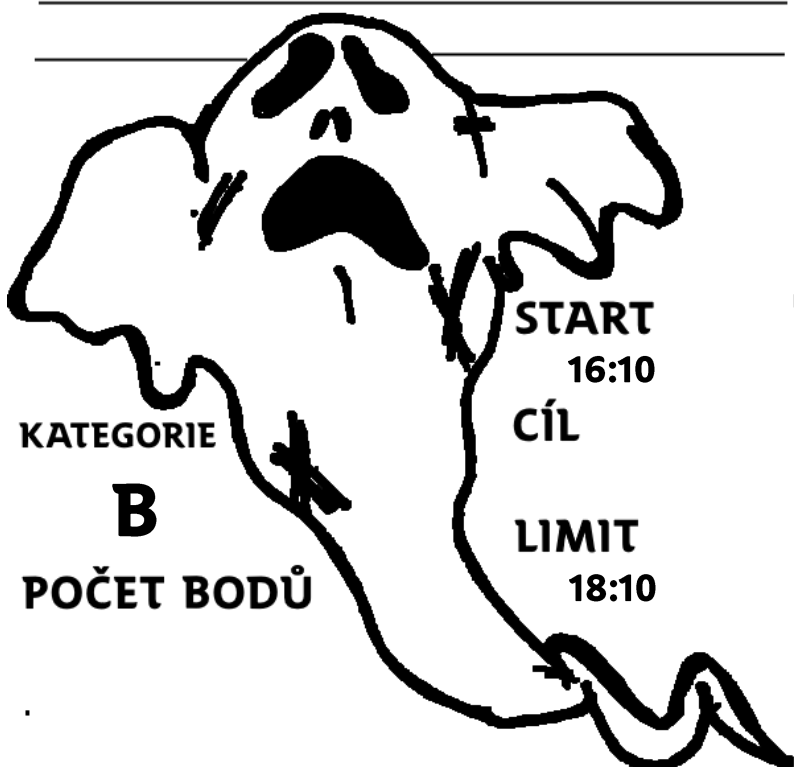 START
16:10
CÍL
KATEGORIE
B
LIMIT
18:10
POČET BODŮ